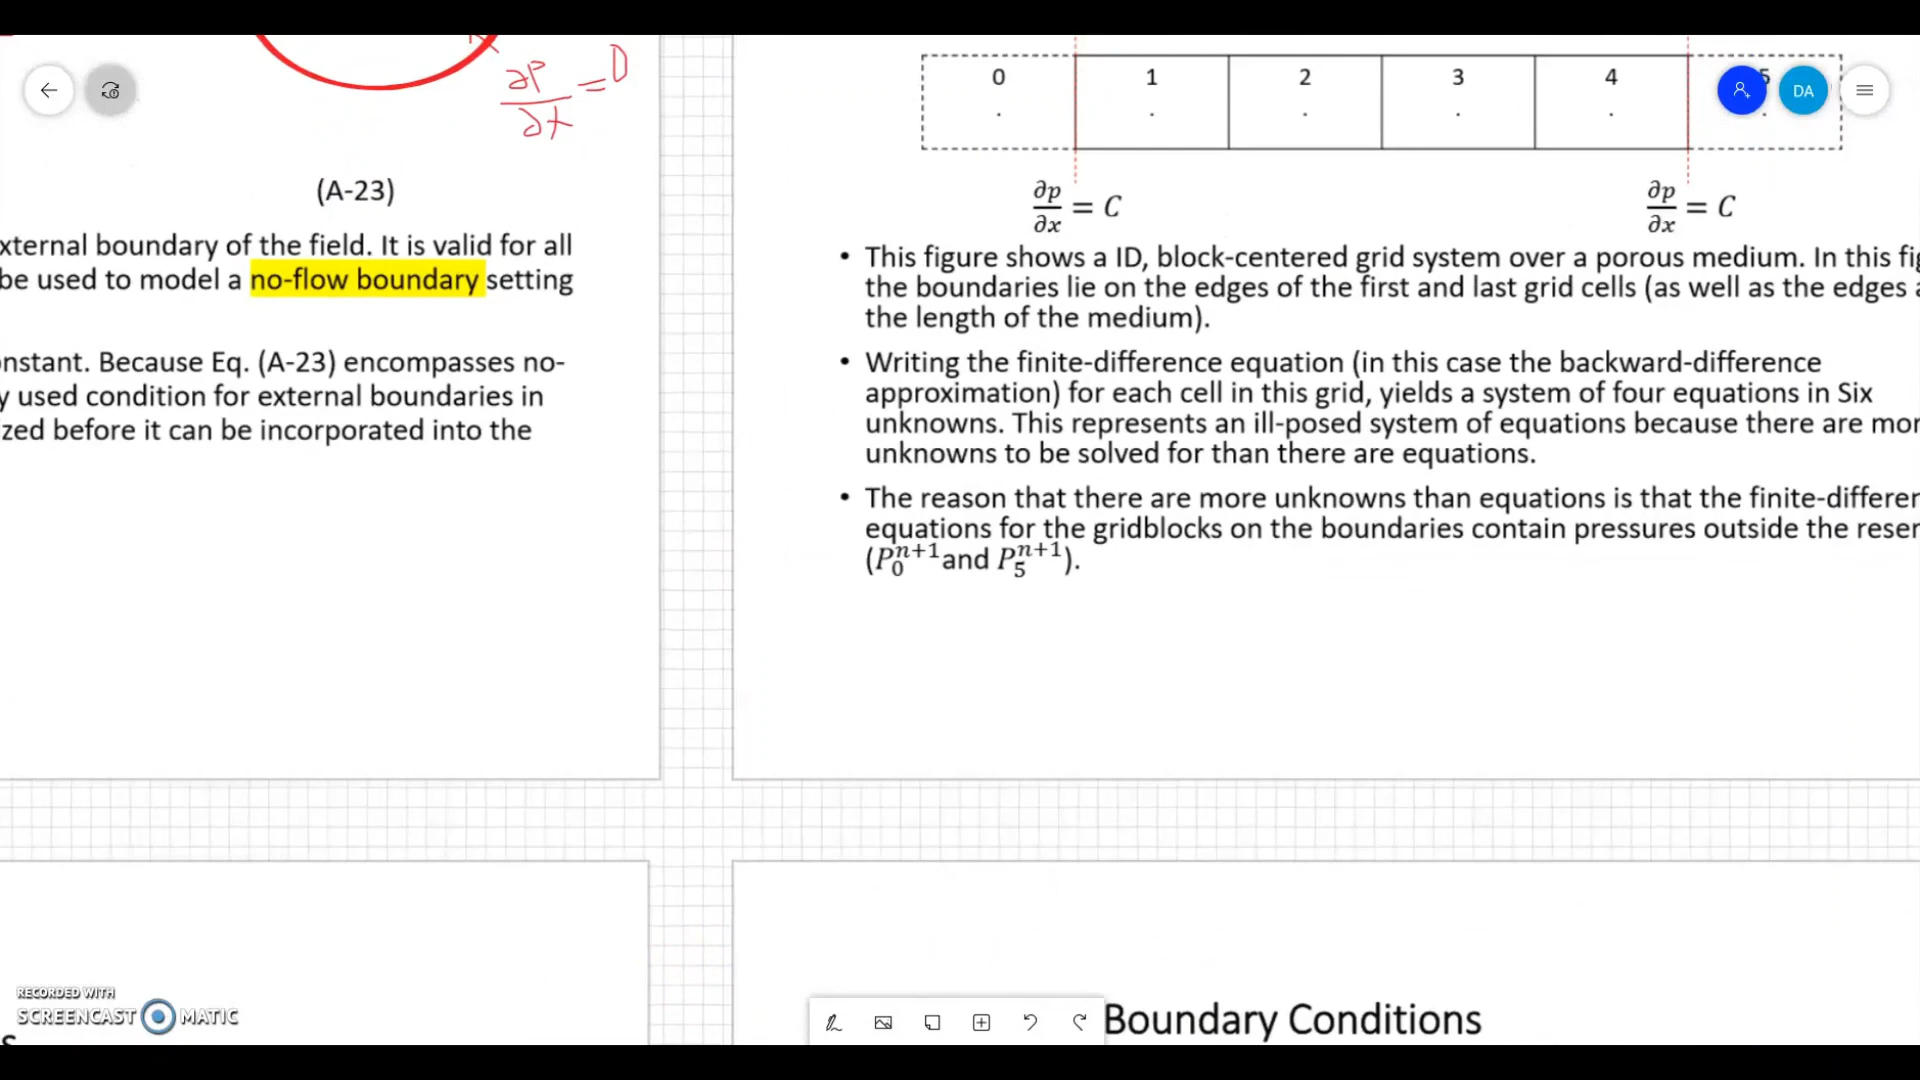 ∂P/∂x = 0
(A-23)
xternal boundary of the field. It is valid for all
be used to model a no-flow boundary setting
onstant. Because Eq. (A-23) encompasses no-
y used condition for external boundaries in
zed before it can be incorporated into the
0 1 2 3 4 5
DA
∂p/∂x = C ∂p/∂x = C
• This figure shows a ID, block-centered grid system over a porous medium. In this fig
the boundaries lie on the edges of the first and last grid cells (as well as the edges a
the length of the medium).
• Writing the finite-difference equation (in this case the backward-difference
approximation) for each cell in this grid, yields a system of four equations in Six
unknowns. This represents an ill-posed system of equations because there are mor
unknowns to be solved for than there are equations.
• The reason that there are more unknowns than equations is that the finite-differen
equations for the gridblocks on the boundaries contain pressures outside the reser
(P₀ⁿ⁺¹and P₅ⁿ⁺¹).
Boundary Conditions
RECORDED WITH
SCREENCAST MATIC